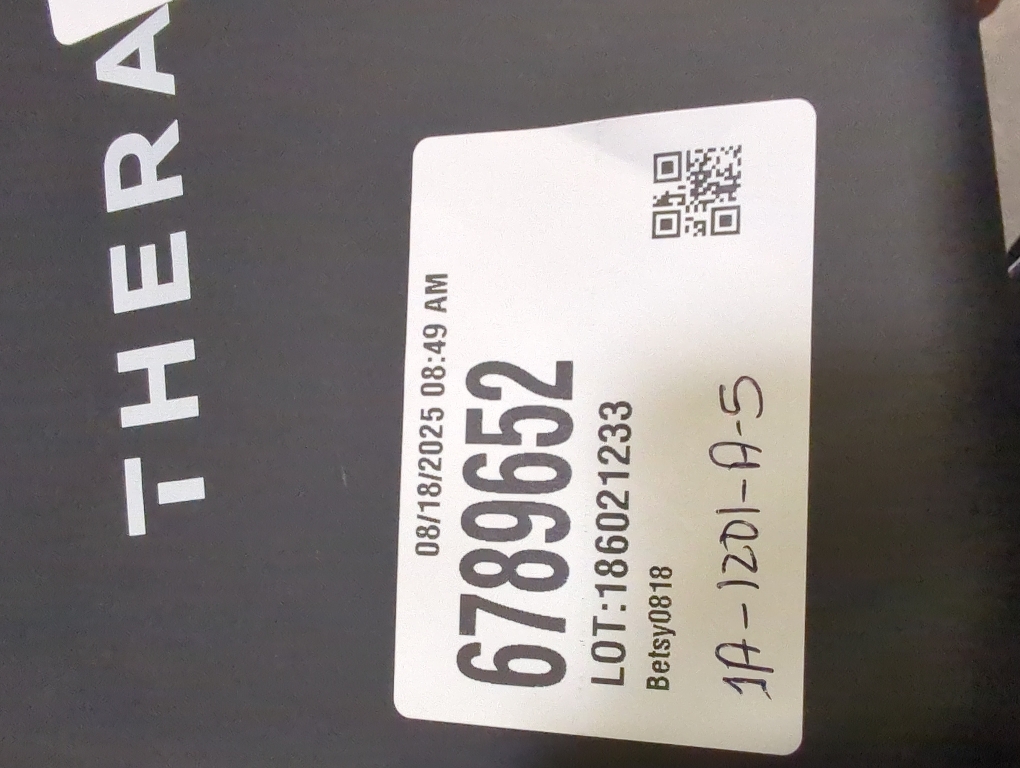 THERA
08/18/2025 08:49 AM
6789652
LOT:186021233
Betsy0818
1A-1201-A-5